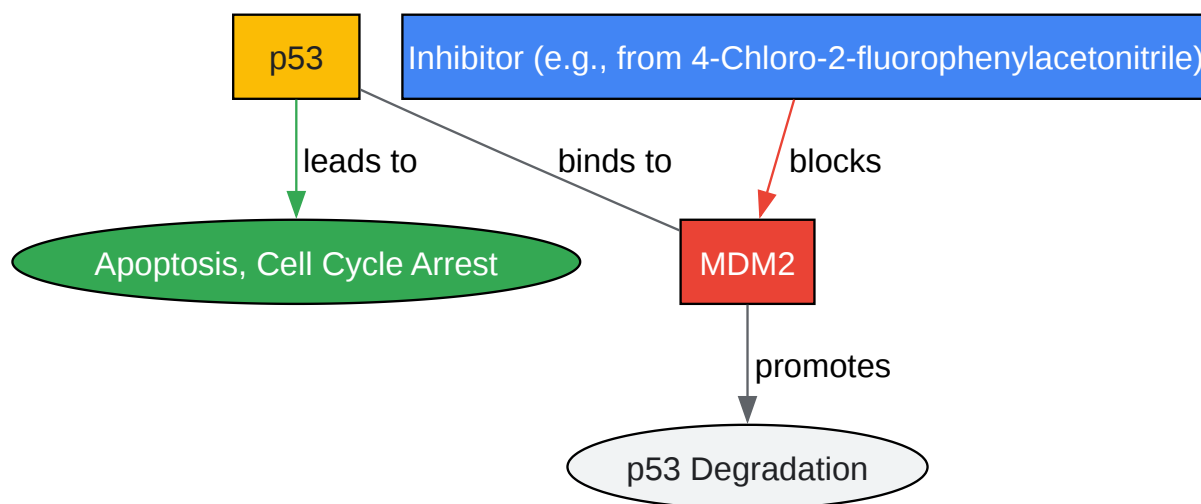 p53
Inhibitor (e.g., from 4-Chloro-2-fluorophenylacetonitrile)
leads to
binds to
blocks
Apoptosis, Cell Cycle Arrest
MDM2
promotes
p53 Degradation